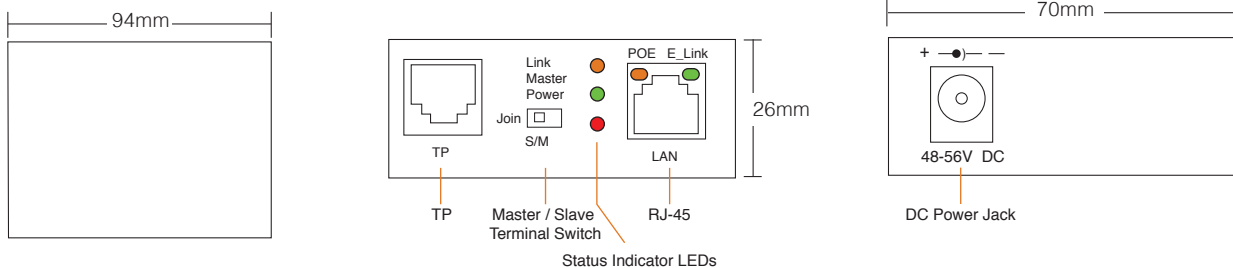 94mm
70mm
26mm
Link
Master
Power
Join
S/M
TP
POE E_Link
LAN
+ —
48-56V DC
TP
Master / Slave
Terminal Switch
RJ-45
DC Power Jack
Status Indicator LEDs